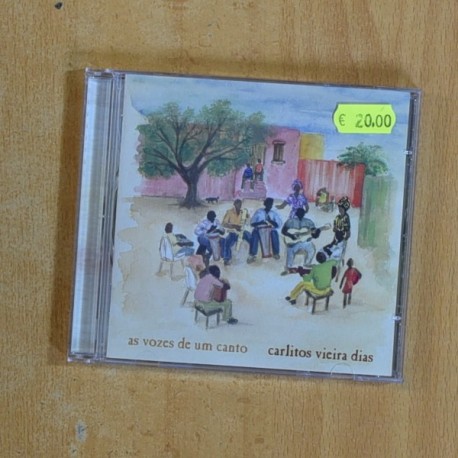 € 20.00
as vozes de um canto carlitos vieira dias